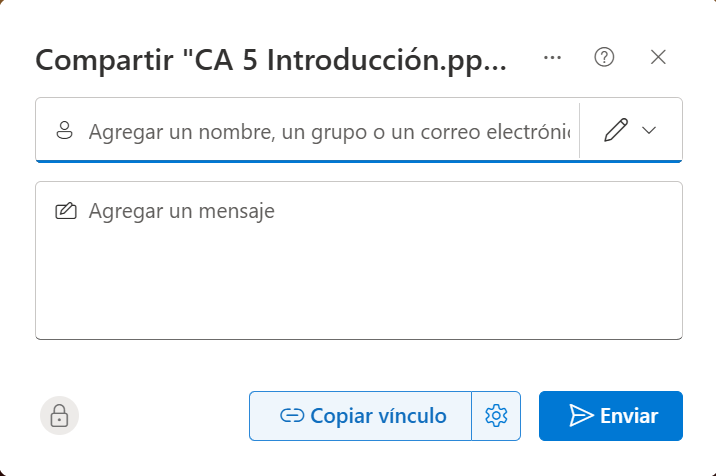 Compartir "CA 5 Introducción.pp...
Agregar un nombre, un grupo o un correo electrónic
Agregar un mensaje
Copiar vínculo
Enviar